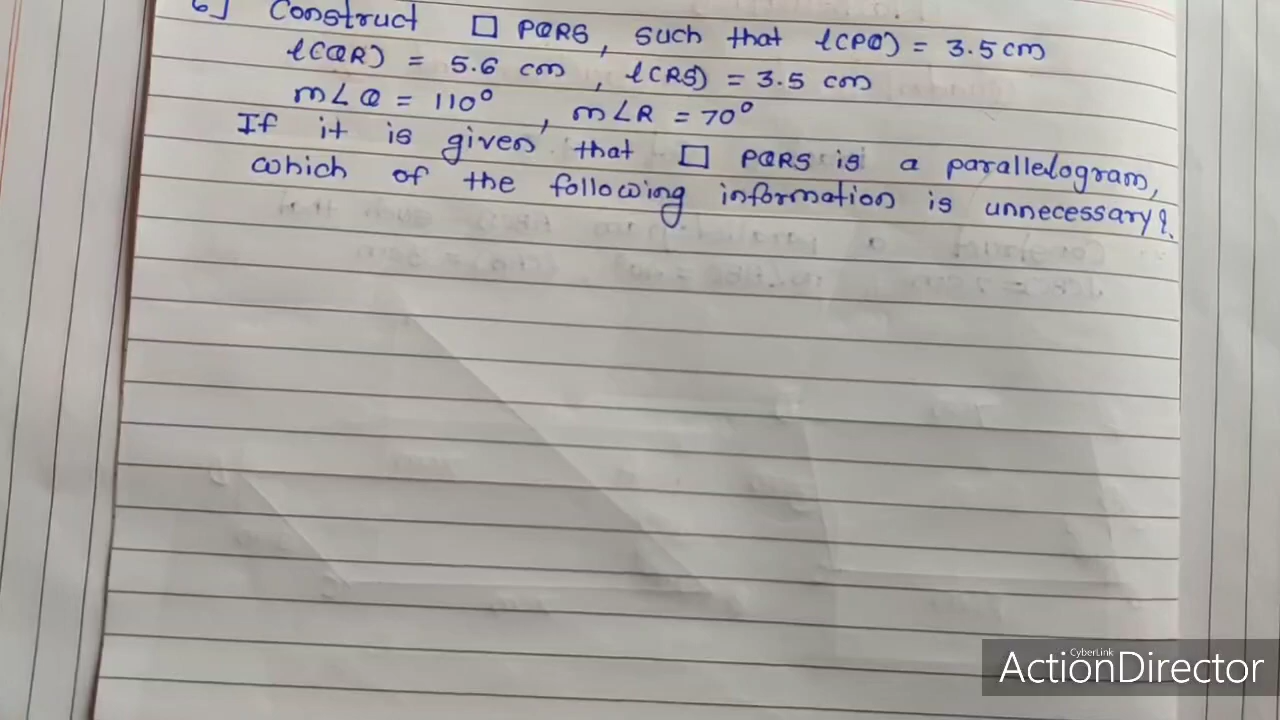 6] Construct □ PQRS, such that l(PQ) = 3.5 cm
l(QR) = 5.6 cm, l(RS) = 3.5 cm
m∠Q = 110°, m∠R = 70°
If it is given that □ PQRS is a parallelogram,
which of the following information is unnecessary?
CyberLink
ActionDirector